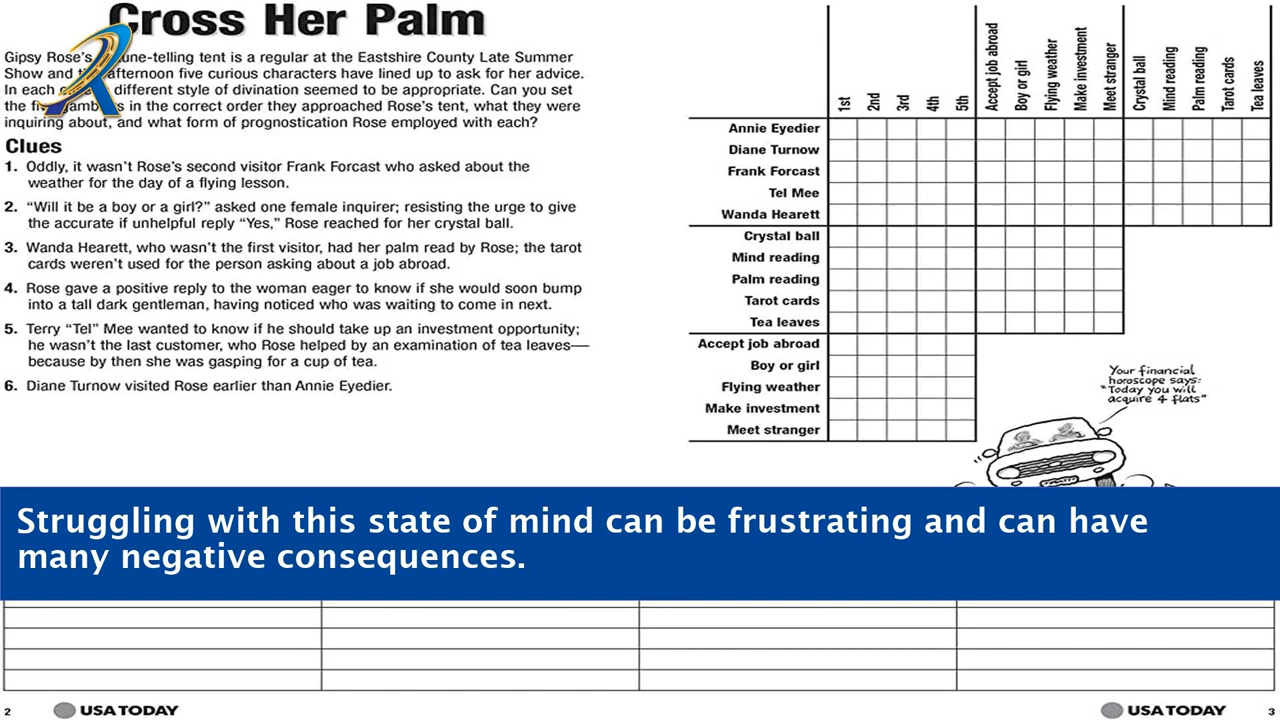 Cross Her Palm
Gipsy Rose's une-telling tent is a regular at the Eastshire County Late Summer
Show and afternoon five curious characters have lined up to ask for her advice.
In each different style of divination seemed to be appropriate. Can you set
the in the correct order they approached Rose's tent, what they were
inquiring about, and what form of prognostication Rose employed with each?
Clues
1. Oddly, it wasn't Rose's second visitor Frank Forcast who asked about the
weather for the day of a flying lesson.
2. "Will it be a boy or a girl?" asked one female inquirer; resisting the urge to give
the accurate if unhelpful reply "Yes," Rose reached for her crystal ball.
3. Wanda Hearett, who wasn't the first visitor, had her palm read by Rose; the tarot
cards weren't used for the person asking about a job abroad.
4. Rose gave a positive reply to the woman eager to know if she would soon bump
into a tall dark gentleman, having noticed who was waiting to come in next.
5. Terry "Tel" Mee wanted to know if he should take up an investment opportunity;
he wasn't the last customer, who Rose helped by an examination of tea leaves—
because by then she was gasping for a cup of tea.
6. Diane Turnow visited Rose earlier than Annie Eyedier.
1st
2nd
3rd
4th
5th
Accept job abroad
Boy or girl
Flying weather
Make investment
Meet stranger
Crystal ball
Mind reading
Palm reading
Tarot cards
Tea leaves
Annie Eyedier
Diane Turnow
Frank Forcast
Tel Mee
Wanda Hearett
Crystal ball
Mind reading
Palm reading
Tarot cards
Tea leaves
Accept job abroad
Boy or girl
Flying weather
Make investment
Meet stranger
Your financial
horoscope says:
"Today you will
acquire 4 flats"
Struggling with this state of mind can be frustrating and can have
many negative consequences.
2 USA TODAY
USA TODAY 3